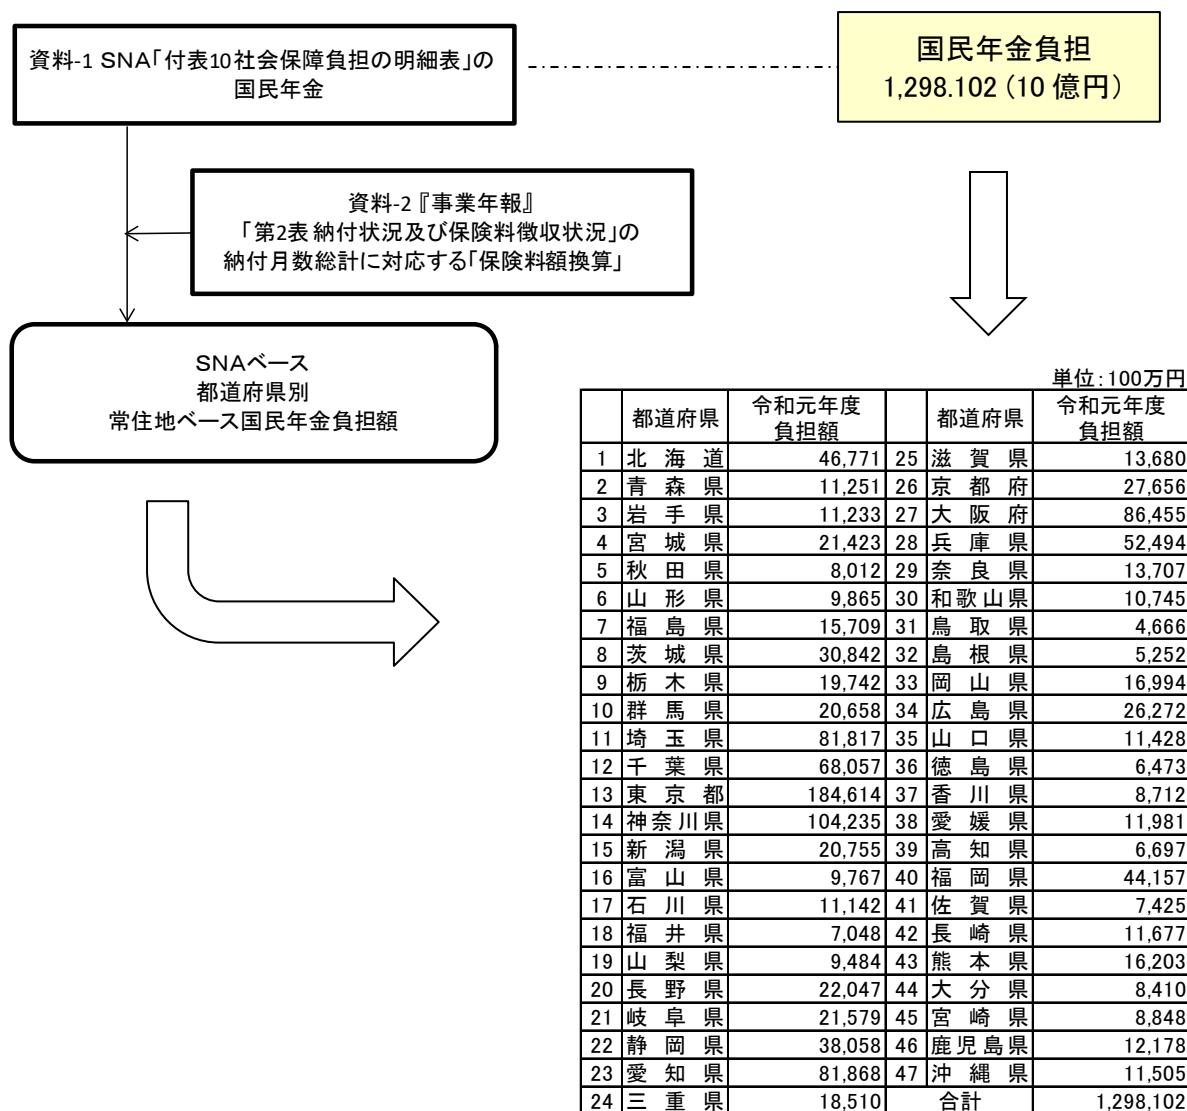 資料-1 SNA「付表10社会保障負担の明細表」の
国民年金
国民年金負担
1,298.102（10 億円）
資料-2『事業年報』
「第2表 納付状況及び保険料徴収状況」の
納付月数総計に対応する「保険料額換算」
SNAベース
都道府県別
常住地ベース国民年金負担額
単位：100万円
都道府県 令和元年度 都道府県 令和元年度
負担額 負担額
1 北海道 46,771 25 滋賀県 13,680
2 青森県 11,251 26 京都府 27,656
3 岩手県 11,233 27 大阪府 86,455
4 宮城県 21,423 28 兵庫県 52,494
5 秋田県 8,012 29 奈良県 13,707
6 山形県 9,865 30 和歌山県 10,745
7 福島県 15,709 31 鳥取県 4,666
8 茨城県 30,842 32 島根県 5,252
9 栃木県 19,742 33 岡山県 16,994
10 群馬県 20,658 34 広島県 26,272
11 埼玉県 81,817 35 山口県 11,428
12 千葉県 68,057 36 徳島県 6,473
13 東京都 184,614 37 香川県 8,712
14 神奈川県 104,235 38 愛媛県 11,981
15 新潟県 20,755 39 高知県 6,697
16 富山県 9,767 40 福岡県 44,157
17 石川県 11,142 41 佐賀県 7,425
18 福井県 7,048 42 長崎県 11,677
19 山梨県 9,484 43 熊本県 16,203
20 長野県 22,047 44 大分県 8,410
21 岐阜県 21,579 45 宮崎県 8,848
22 静岡県 38,058 46 鹿児島県 12,178
23 愛知県 81,868 47 沖縄県 11,505
24 三重県 18,510 合計 1,298,102